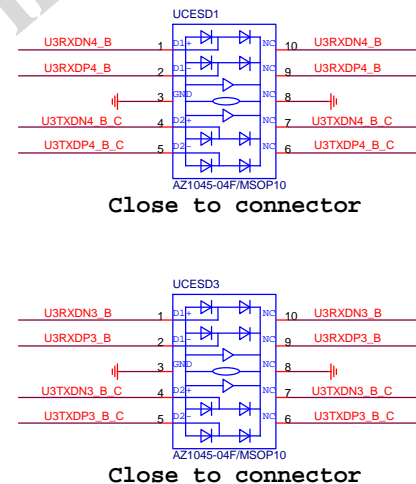 UCESD1
U3RXDN4_B 1 D1+ NC 10 U3RXDN4_B
U3RXDP4_B 2 D1- NC 9 U3RXDP4_B
3 GND NC 8
U3TXDN4_B_C 4 D2+ NC 7 U3TXDN4_B_C
U3TXDP4_B_C 5 D2- NC 6 U3TXDP4_B_C
AZ1045-04F/MSOP10
Close to connector
UCESD3
U3RXDN3_B 1 D1+ NC 10 U3RXDN3_B
U3RXDP3_B 2 D1- NC 9 U3RXDP3_B
3 GND NC 8
U3TXDN3_B_C 4 D2+ NC 7 U3TXDN3_B_C
U3TXDP3_B_C 5 D2- NC 6 U3TXDP3_B_C
AZ1045-04F/MSOP10
Close to connector